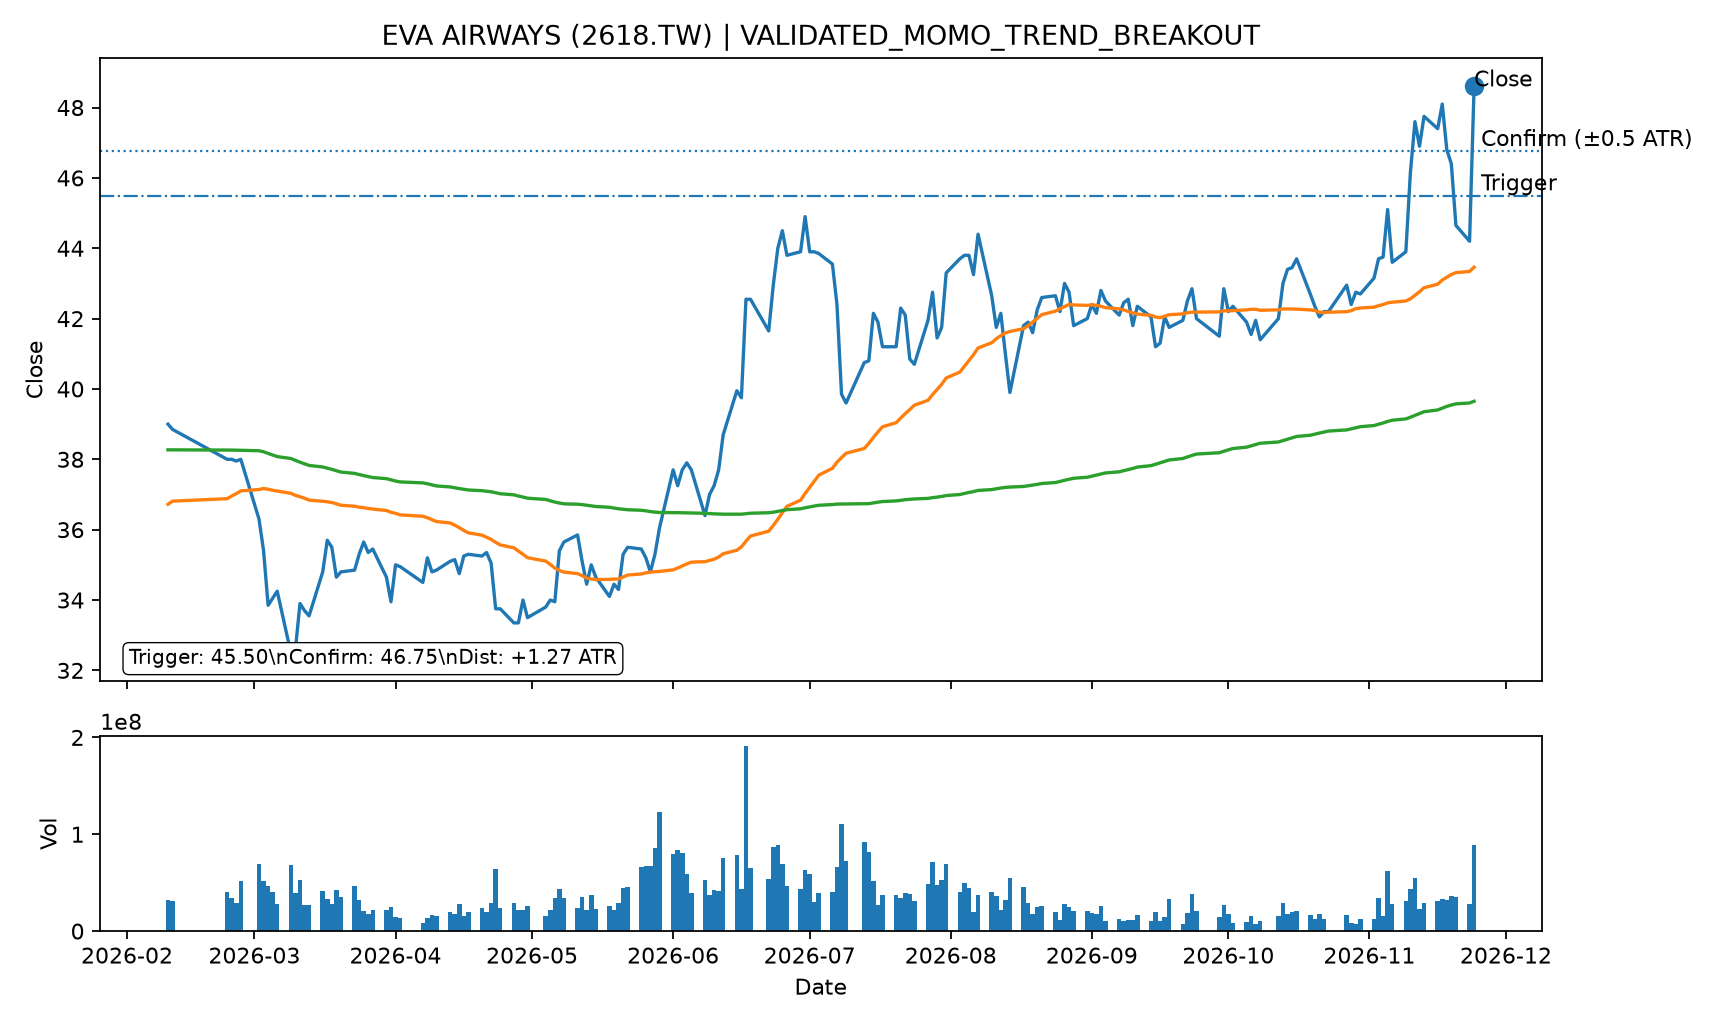 EVA AIRWAYS (2618.TW) | VALIDATED_MOMO_TREND_BREAKOUT
Close
48
46
44
42
40
38
36
34
32
Close
Confirm (±0.5 ATR)
Trigger
Trigger: 45.50\nConfirm: 46.75\nDist: +1.27 ATR
1e8
Vol
2
1
0
2026-02 2026-03 2026-04 2026-05 2026-06 2026-07 2026-08 2026-09 2026-10 2026-11 2026-12
Date